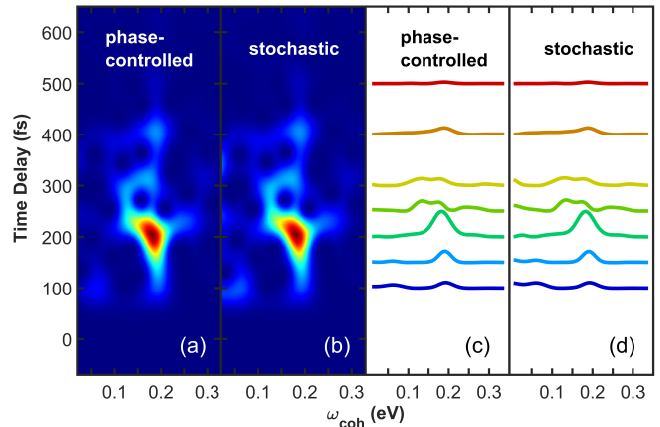 phase-
controlled
stochastic
phase-
controlled
stochastic
600
500
400
300
200
100
0
Time Delay (fs)
(a)
(b)
(c)
(d)
0.1 0.2 0.3
0.1 0.2 0.3
0.1 0.2 0.3
0.1 0.2 0.3
ω_coh (eV)